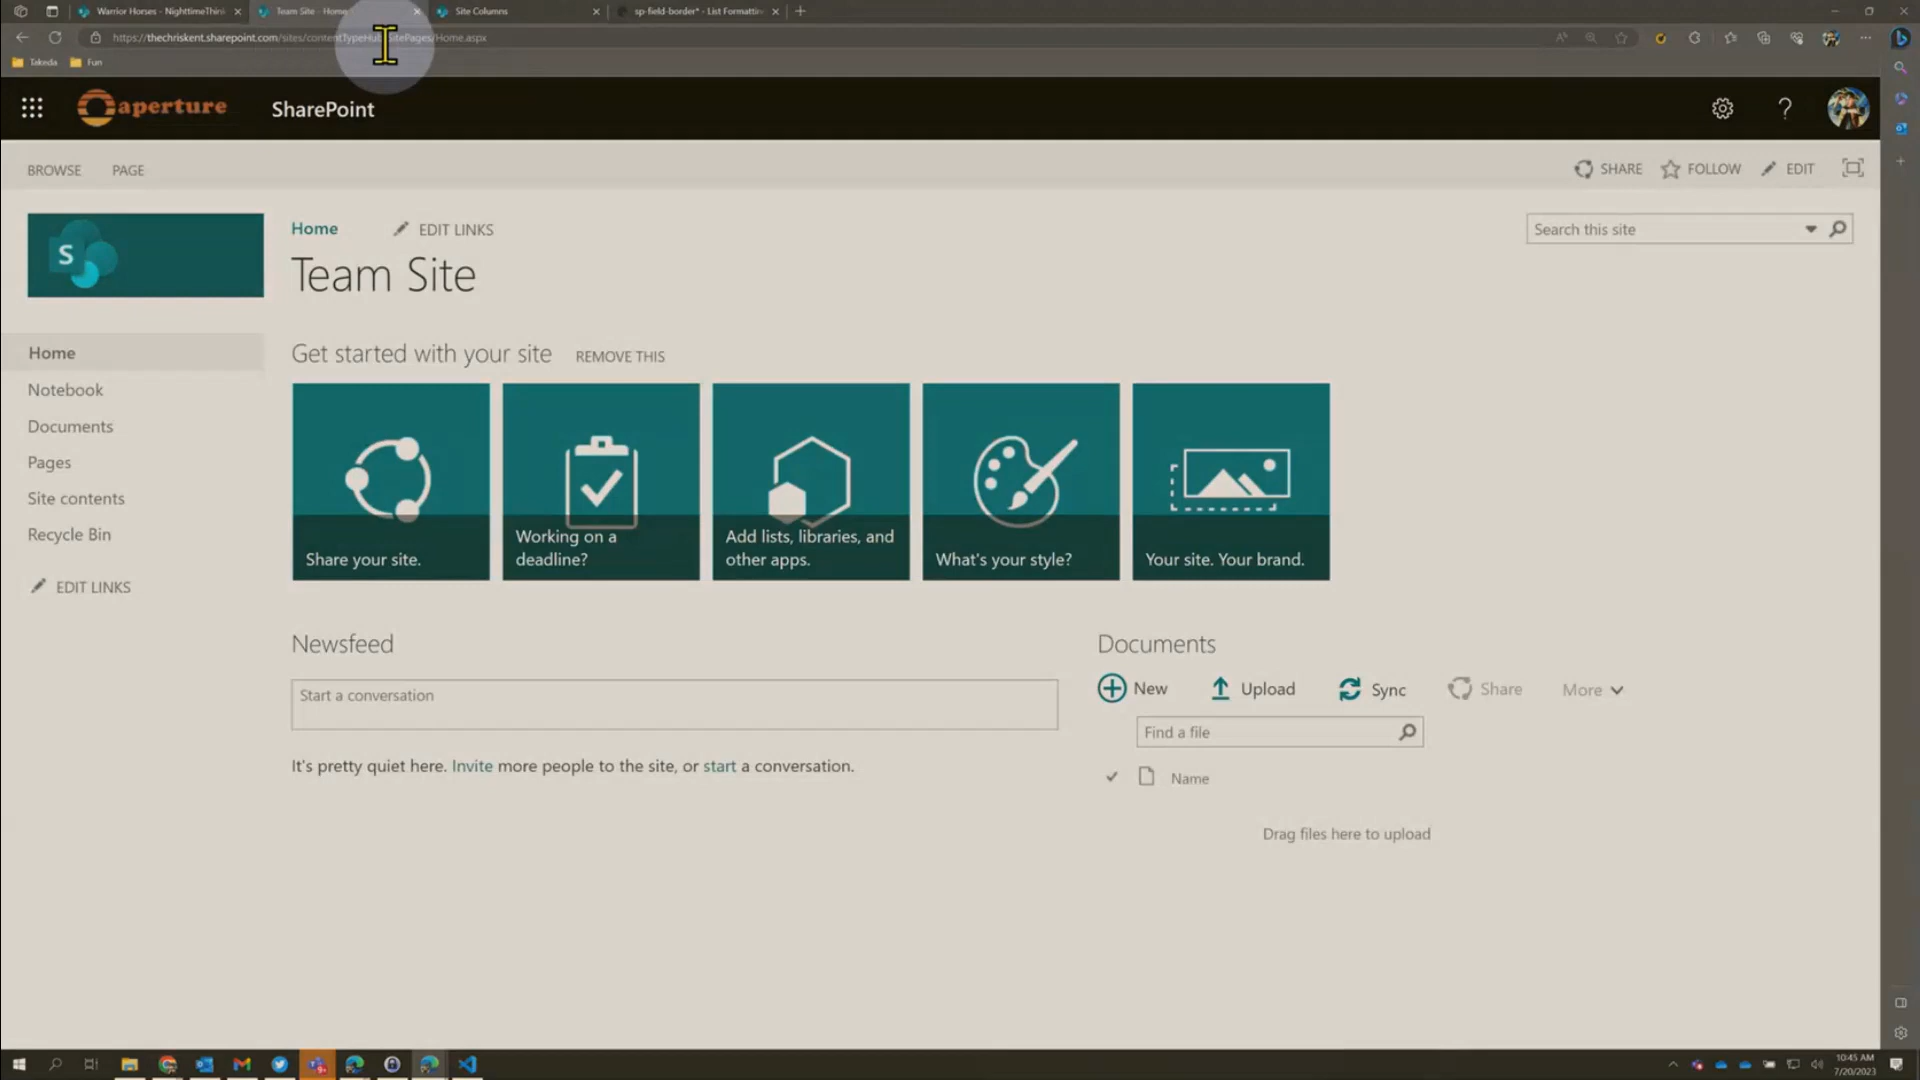 Warrior Horses - NighttimeThink
Team Site - Home
Site Columns
sp-field-border* - List Formattin
https://thechriskent.sharepoint.com/sites/contentTypeHub/SitePages/Home.aspx
Takeda
Fun
aperture
SharePoint
BROWSE
PAGE
SHARE
FOLLOW
EDIT
S
Home
EDIT LINKS
Search this site
Team Site
Home
Notebook
Documents
Pages
Site contents
Recycle Bin
EDIT LINKS
Get started with your site
REMOVE THIS
Share your site.
Working on a
deadline?
Add lists, libraries, and
other apps.
What's your style?
Your site. Your brand.
Newsfeed
Start a conversation
It's pretty quiet here. Invite more people to the site, or start a conversation.
Documents
New
Upload
Sync
Share
More
Find a file
Name
Drag files here to upload
10:45 AM
7/20/2023